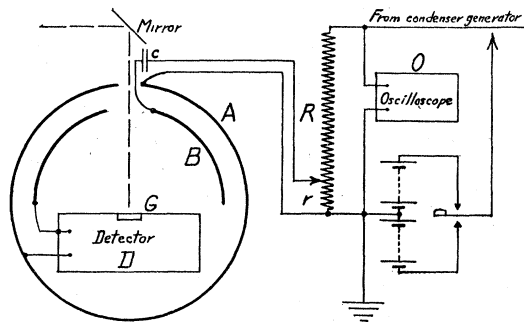 Mirror
From condenser generator
c
O
A
Oscilloscope
R
B
r
G
Detector
D